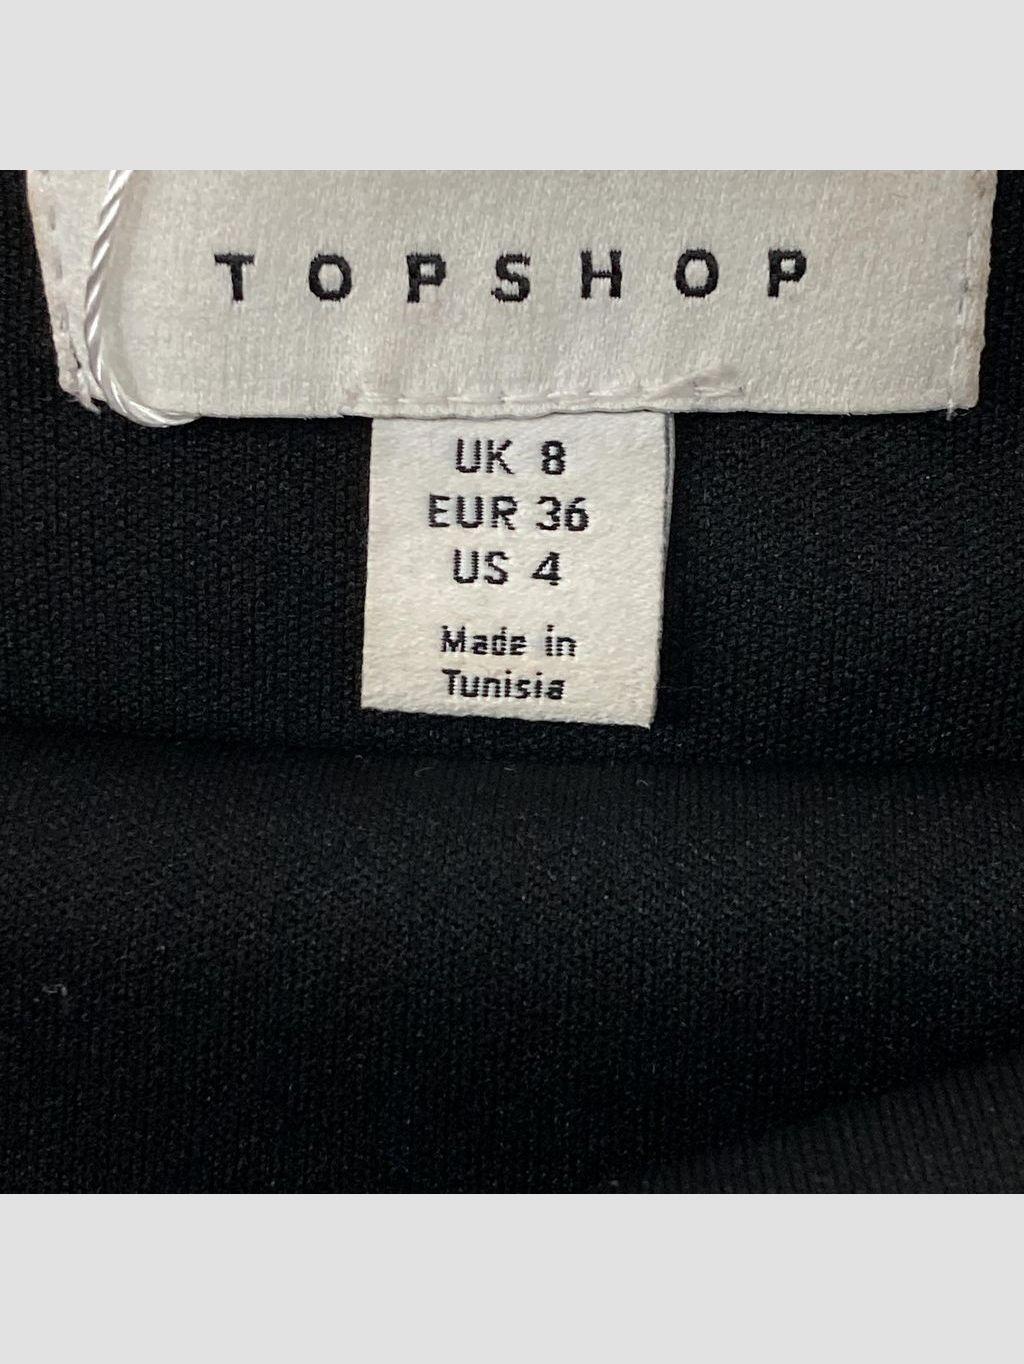 TOPSHOP
UK 8
EUR 36
US 4
Made in
Tunisia